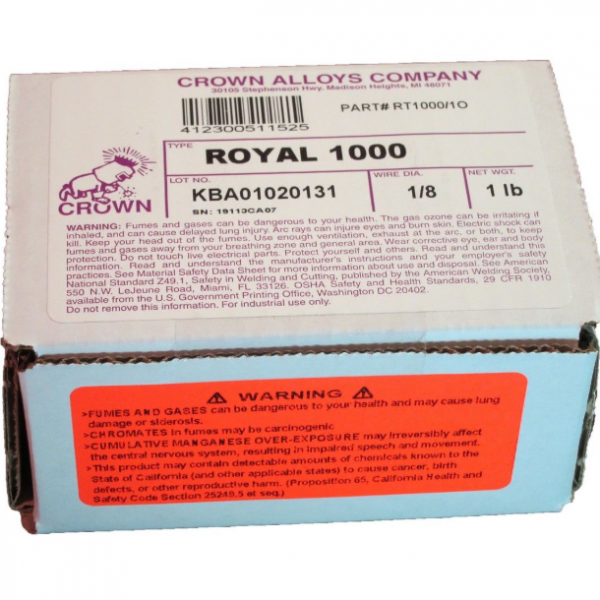 CROWN ALLOYS COMPANY
30105 Stephenson Hwy. Madison Heights, MI 48071
412300511525
PART# RT1000/1O
TYPE
ROYAL 1000
LOT NO.
KBA01020131
WIRE DIA.
1/8
NET WGT.
1 lb
SN: 19113CA07
CROWN
WARNING: Fumes and gases can be dangerous to your health. The gas ozone can be irritating if
inhaled, and can cause delayed lung injury. Arc rays can injure eyes and burn skin. Electric shock can
kill. Keep your head out of the fumes. Use enough ventilation, exhaust at the arc, or both, to keep
fumes and gases away from your breathing zone and general area. Wear corrective eye, ear and body
protection. Do not touch live electrical parts. Protect yourself and others. Read and understand this
information. Read and understand the manufacturer's instructions and your employer's safety
practices. See Material Safety Data Sheet for more information about use and disposal. See American
National Standard Z49.1, Safety in Welding & Cutting, published by the American Welding Society,
550 N.W. LeJeune Road, Miami, FL 33126. OSHA Safety and Health Standards, 29 CFR 1910
available from the U.S. Government Printing Office, Washington DC 20402.
Do not remove this information. For industrial use only.
WARNING
>FUMES AND GASES can be dangerous to your health and may cause lung
damage or siderosis.
>CHROMATES in fumes may be carcinogenic
>CUMULATIVE MANGANESE OVER-EXPOSURE may irreversibly affect
the central nervous system, resulting in impaired speech and movement.
>This product may contain detectable amounts of chemicals known to the
State of California (and other applicable states) to cause cancer, birth
defects, or other reproductive harm. (Proposition 65, California Health and
Safety Code Section 25249.5 et seq.)